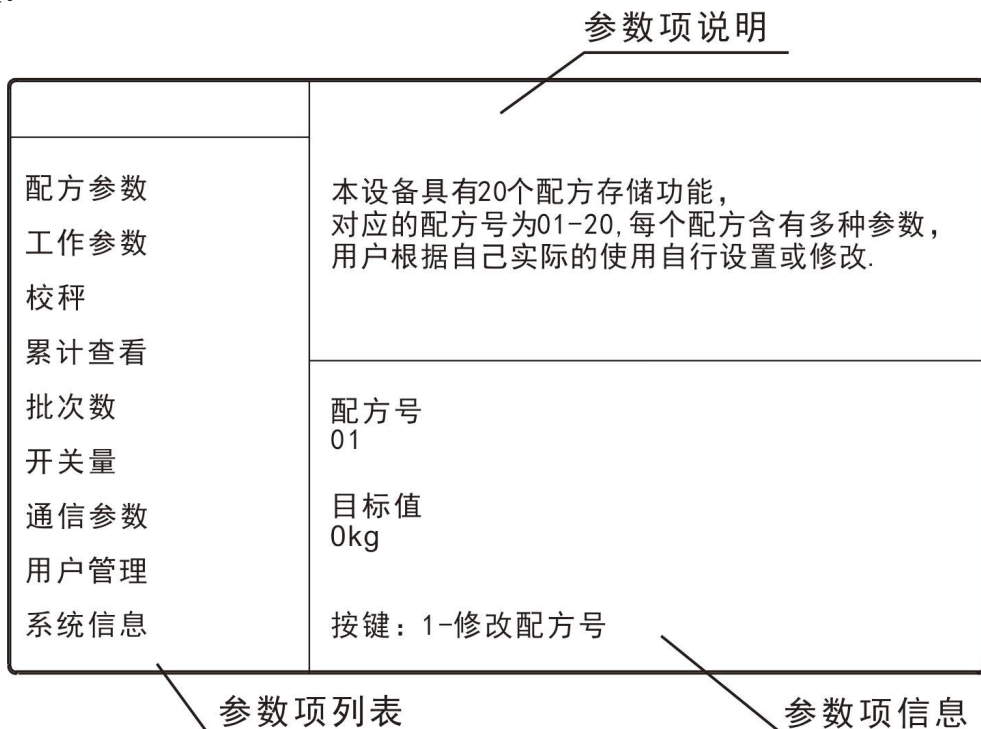 参数项说明
配方参数
工作参数
校秤
累计查看
批次数
开关量
通信参数
用户管理
系统信息
本设备具有20个配方存储功能，
对应的配方号为01-20,每个配方含有多种参数，
用户根据自己实际的使用自行设置或修改.
配方号
01
目标值
0kg
按键：1-修改配方号
参数项列表
参数项信息